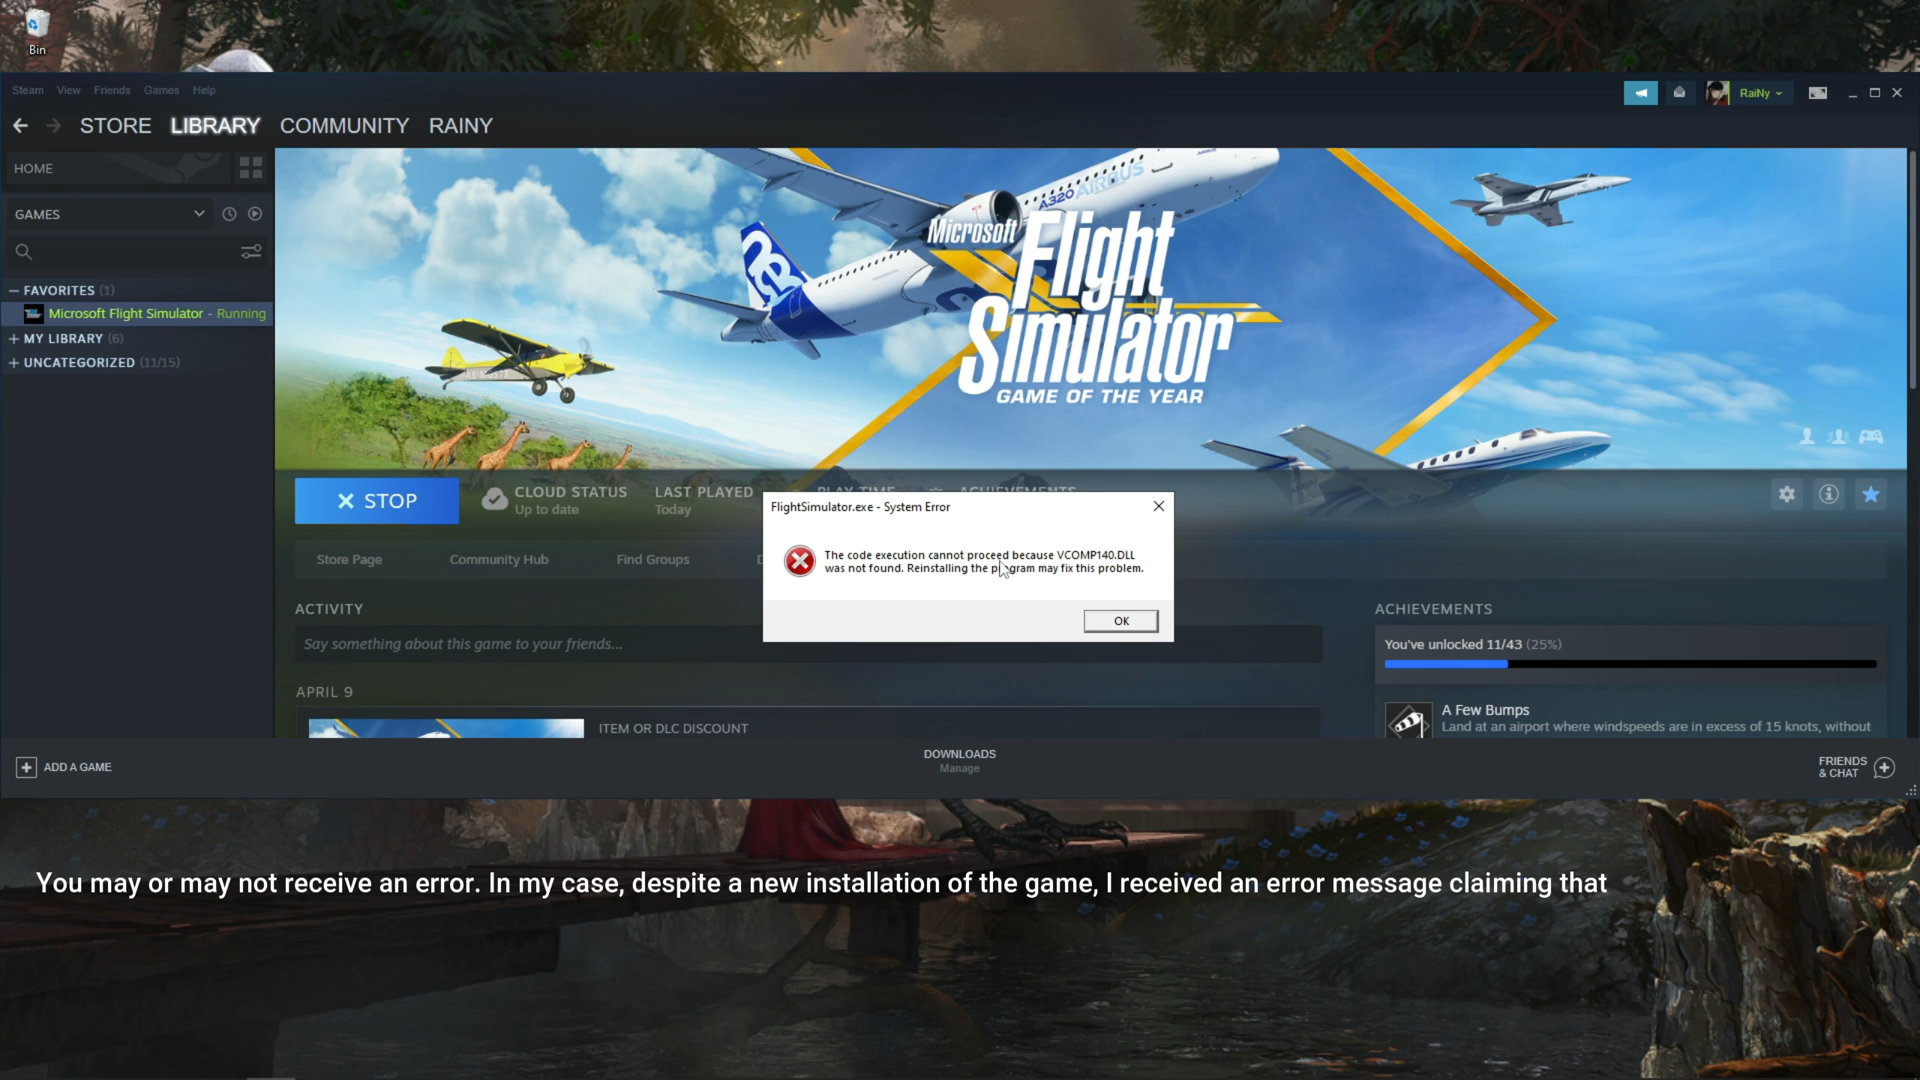 Bin
Steam View Friends Games Help
RaiNy
STORE LIBRARY COMMUNITY RAINY
HOME
GAMES
FAVORITES (1)
Microsoft Flight Simulator - Running
MY LIBRARY (6)
UNCATEGORIZED (11/15)
A320 AIRBUS
Microsoft
Flight
Simulator
GAME OF THE YEAR
STOP
CLOUD STATUS
Up to date
LAST PLAYED
Today
PLAY TIME
ACHIEVEMENTS
Store Page Community Hub Find Groups
FlightSimulator.exe - System Error
The code execution cannot proceed because VCOMP140.DLL
was not found. Reinstalling the program may fix this problem.
OK
ACTIVITY
Say something about this game to your friends...
APRIL 9
ITEM OR DLC DISCOUNT
ACHIEVEMENTS
You've unlocked 11/43 (25%)
A Few Bumps
Land at an airport where windspeeds are in excess of 15 knots, without
ADD A GAME
DOWNLOADS
Manage
FRIENDS
& CHAT
You may or may not receive an error. In my case, despite a new installation of the game, I received an error message claiming that